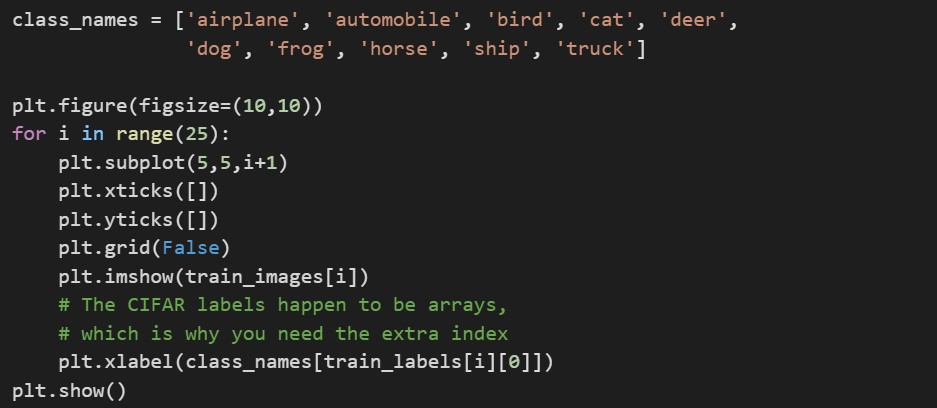 class_names = ['airplane', 'automobile', 'bird', 'cat', 'deer',
               'dog', 'frog', 'horse', 'ship', 'truck']

plt.figure(figsize=(10,10))
for i in range(25):
    plt.subplot(5,5,i+1)
    plt.xticks([])
    plt.yticks([])
    plt.grid(False)
    plt.imshow(train_images[i])
    # The CIFAR labels happen to be arrays,
    # which is why you need the extra index
    plt.xlabel(class_names[train_labels[i][0]])
plt.show()